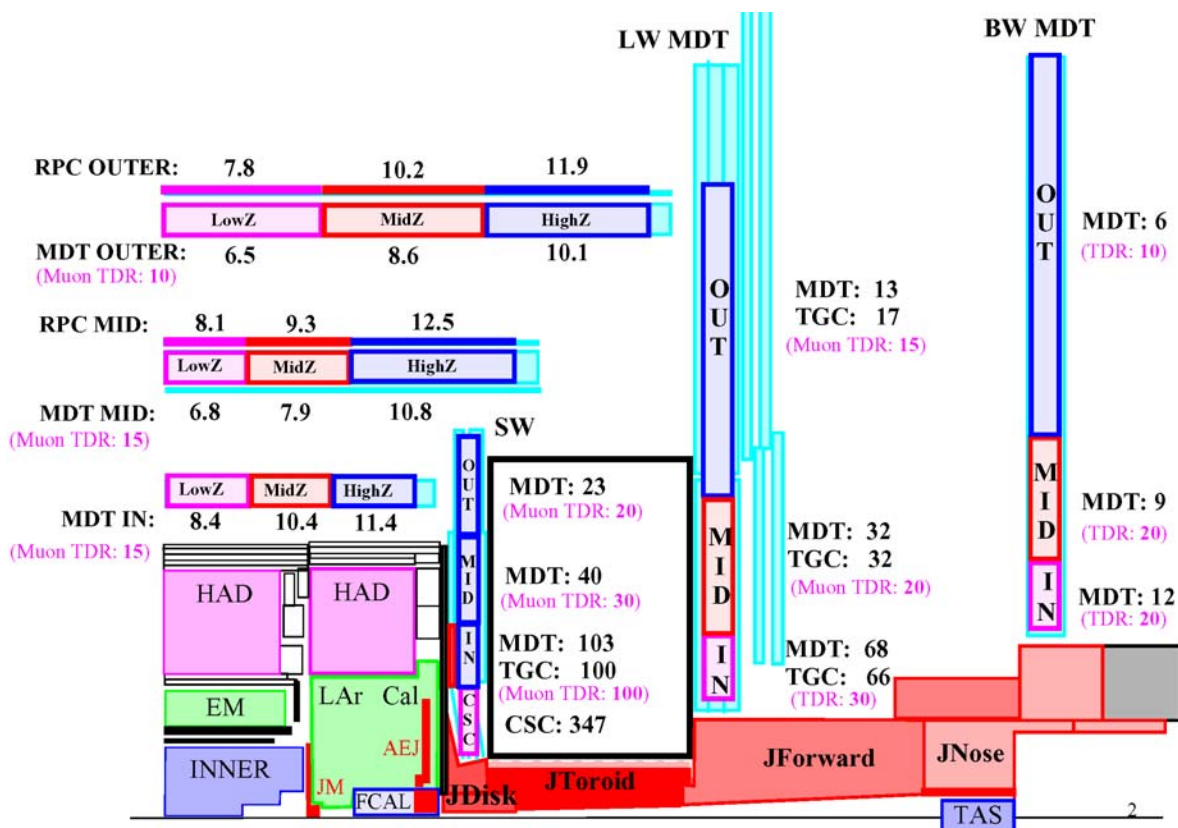 LW MDT
BW MDT
RPC OUTER: 7.8 10.2 11.9
LowZ MidZ HighZ
MDT OUTER: 6.5 8.6 10.1
(Muon TDR: 10)
RPC MID: 8.1 9.3 12.5
LowZ MidZ HighZ
MDT MID: 6.8 7.9 10.8
(Muon TDR: 15)
LowZ MidZ HighZ
MDT IN: 8.4 10.4 11.4
(Muon TDR: 15)
HAD
HAD
LAr Cal
EM
INNER
AEJ
JM
FCAL
SW
OUT
MID
IN
CSC
MDT: 23
(Muon TDR: 20)
MDT: 40
(Muon TDR: 30)
MDT: 103
TGC: 100
(Muon TDR: 100)
CSC: 347
OUT
MID
IN
MDT: 13
TGC: 17
(Muon TDR: 15)
MDT: 32
TGC: 32
(Muon TDR: 20)
MDT: 68
TGC: 66
(TDR: 30)
OUT
MID
IN
MDT: 6
(TDR: 10)
MDT: 9
(TDR: 20)
MDT: 12
(TDR: 20)
JDisk
JToroid
JForward
JNose
TAS
2